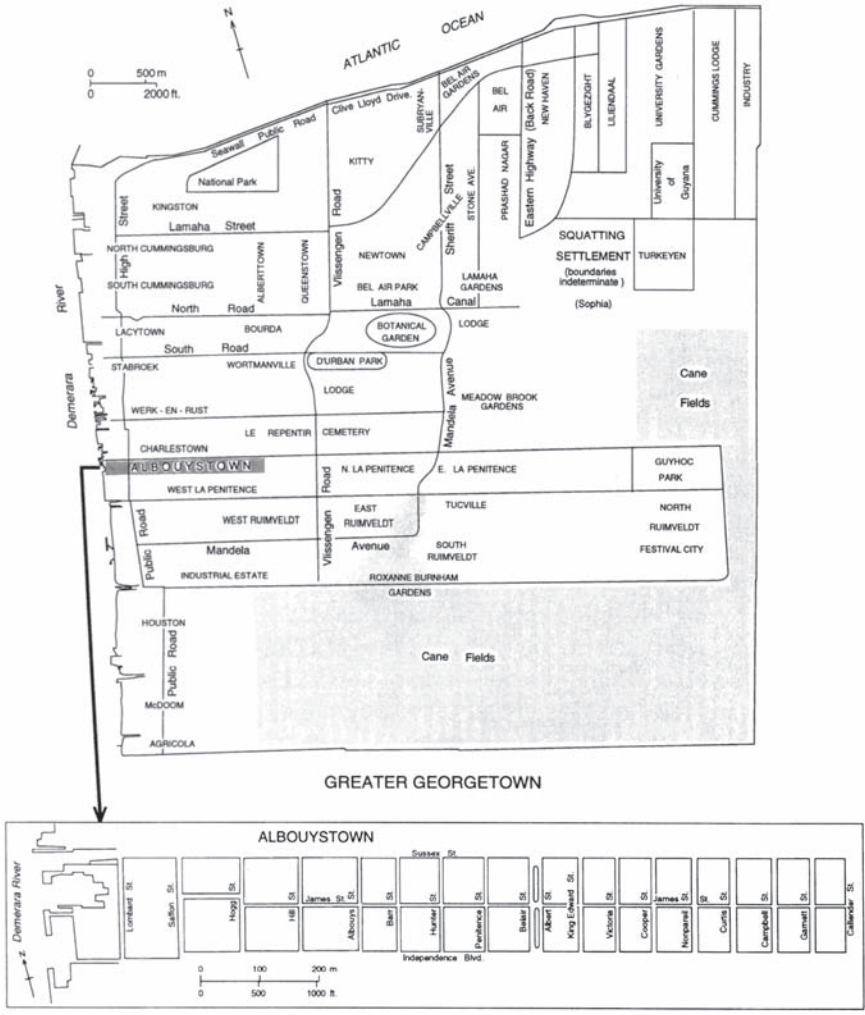 N
ATLANTIC OCEAN
0 500 m
0 2000 ft.
Clive Lloyd Drive.
Seawall Public Road
SUBRYAN-
VILLE
BEL AIR
GARDENS
BEL
AIR
Eastern Highway (Back Road)
NEW HAVEN
BLYGEZIGHT
LILIENDAAL
UNIVERSITY GARDENS
CUMMINGS LODGE
INDUSTRY
KITTY
National Park
KINGSTON
High Street
Lamaha Street
Vlissengen Road
CAMPBELLVILLE
Sheriff Street
STONE AVE.
PRASHAD NAGAR
University
of
Guyana
NORTH CUMMINGSBURG
SOUTH CUMMINGSBURG
ALBERTTOWN
QUEENSTOWN
NEWTOWN
BEL AIR PARK
LAMAHA
GARDENS
SQUATTING
SETTLEMENT
(boundaries
indeterminate )
(Sophia)
TURKEYEN
River
Demerara
North Road
Lamaha Canal
LACYTOWN
BOURDA
BOTANICAL
GARDEN
LODGE
South Road
STABROEK
WORTMANVILLE
D'URBAN PARK
LODGE
Mandela Avenue
MEADOW BROOK
GARDENS
Cane
Fields
WERK - EN - RUST
LE REPENTIR CEMETERY
CHARLESTOWN
ALBOUYSTOWN
N. LA PENITENCE
E. LA PENITENCE
GUYHOC
PARK
WEST LA PENITENCE
Vlissengen Road
Public Road
WEST RUIMVELDT
EAST
RUIMVELDT
TUCVILLE
NORTH
RUIMVELDT
FESTIVAL CITY
Mandela Avenue
SOUTH
RUIMVELDT
INDUSTRIAL ESTATE
ROXANNE BURNHAM
GARDENS
HOUSTON
Public Road
Cane Fields
McDOOM
AGRICOLA
GREATER GEORGETOWN
ALBOUYSTOWN
Sussex St.
Demerara River
N
Lombard St.
Saffon St.
Hogg St.
Hill St.
James St.
Albouys St.
Barr St.
Hunter St.
Penitence St.
Belair St.
Albert St.
King Edward St.
Victoria St.
Cooper St.
James St.
Nonpareil St.
Curtis St.
Campbell St.
Garnett St.
Callender St.
Independence Blvd.
0 100 200 m
0 500 1000 ft.